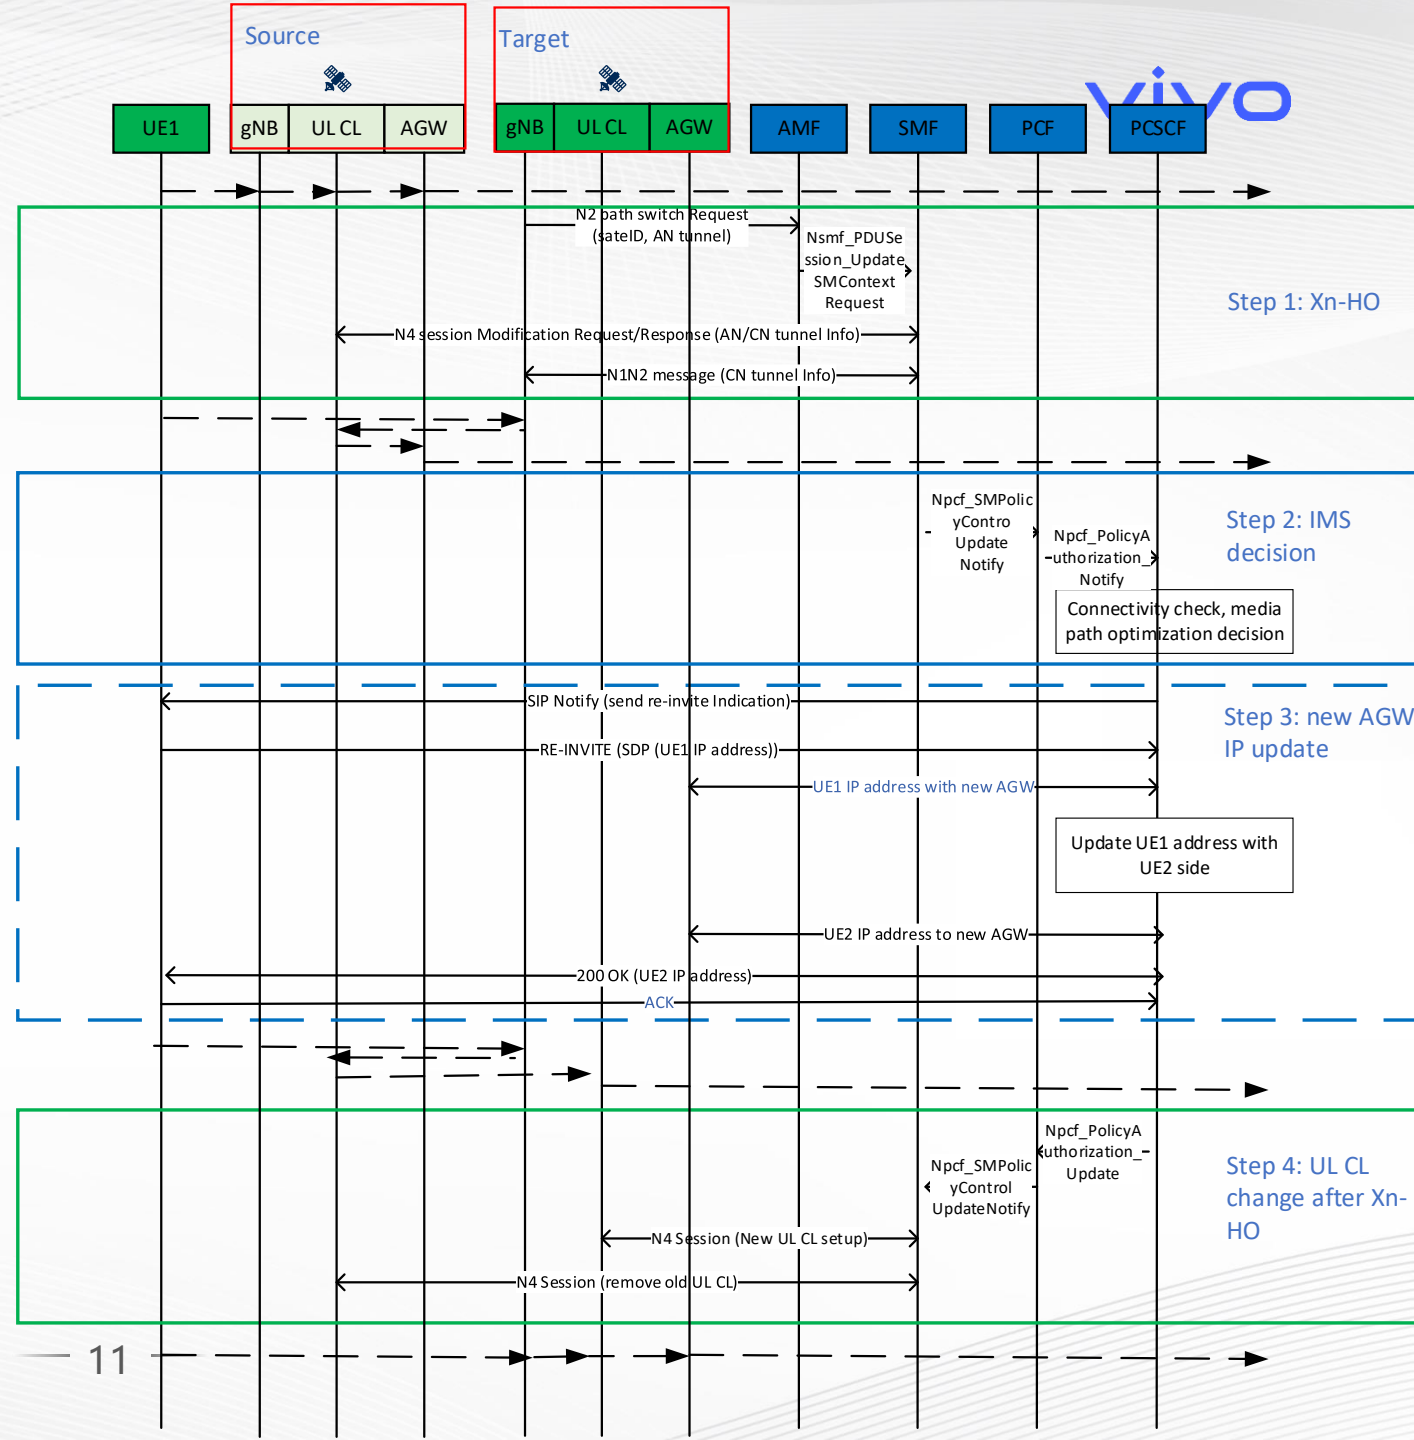 Source
Target
vivo
UE1
gNB
UL CL
AGW
gNB
UL CL
AGW
AMF
SMF
PCF
PCSCF
N2 path switch Request
(sateID, AN tunnel)
Nsmf_PDUSe
ssion_Update
SMContext
Request
Step 1: Xn-HO
N4 session Modification Request/Response (AN/CN tunnel Info)
N1N2 message (CN tunnel Info)
Npcf_SMPolic
yContro
Update
Notify
Npcf_PolicyA
uthorization_
Notify
Step 2: IMS
decision
Connectivity check, media
path optimization decision
SIP Notify (send re-invite Indication)
Step 3: new AGW
IP update
RE-INVITE (SDP (UE1 IP address))
UE1 IP address with new AGW
Update UE1 address with
UE2 side
UE2 IP address to new AGW
200 OK (UE2 IP address)
ACK
Npcf_PolicyA
uthorization_
Update
Npcf_SMPolic
yControl
UpdateNotify
Step 4: UL CL
change after Xn-
HO
N4 Session (New UL CL setup)
N4 Session (remove old UL CL)
11